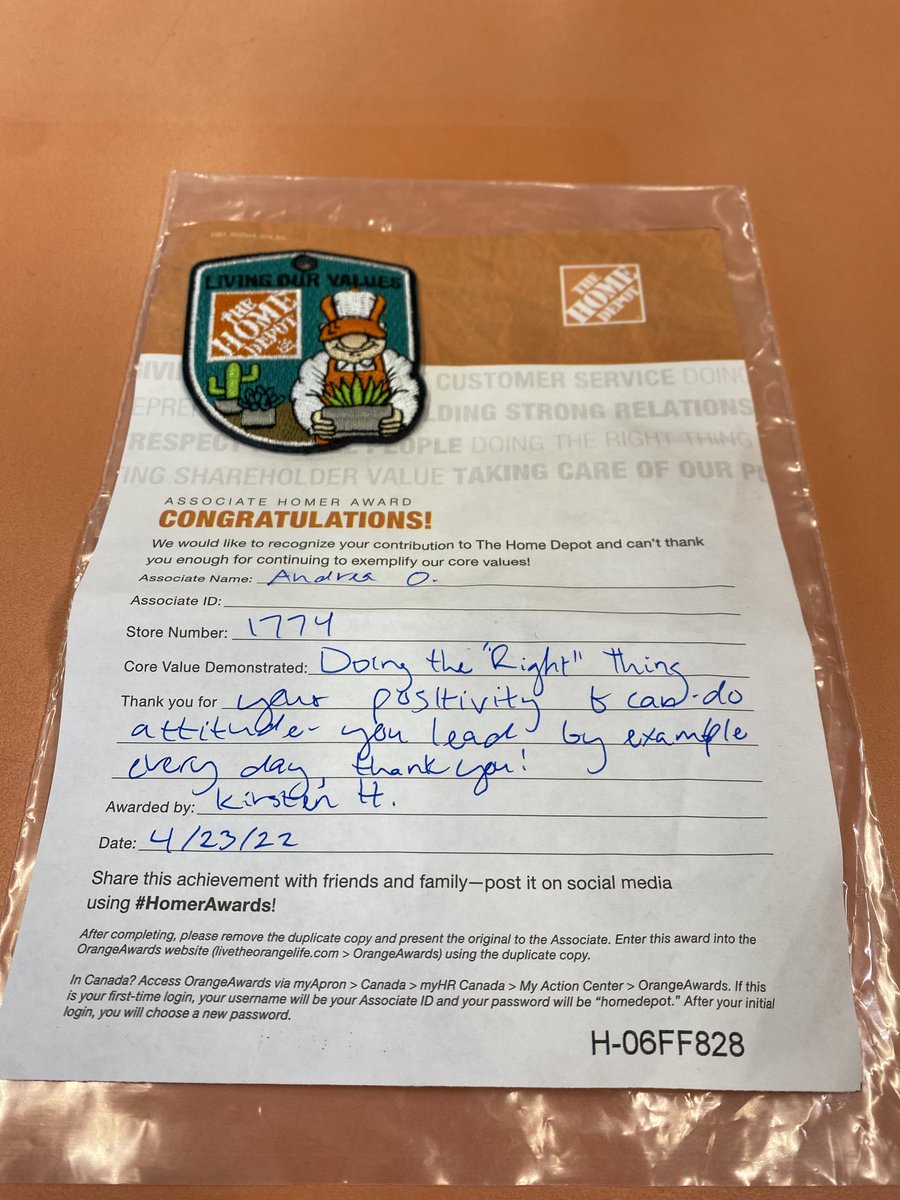 LIVING OUR VALUES
THE
HOME
DEPOT
THE
HOME
DEPOT
CUSTOMER SERVICE DOING
LDING STRONG RELATIONS
RESPEC PEOPLE DOING THE RIGHT THING
ING SHAREHOLDER VALUE TAKING CARE OF OUR PE
ASSOCIATE HOMER AWARD
CONGRATULATIONS!
We would like to recognize your contribution to The Home Depot and can't thank
you enough for continuing to exemplify our core values!
Associate Name: Andrea O.
Associate ID:
Store Number: 1774
Core Value Demonstrated: Doing the "Right" Thing
Thank you for your positivity & can-do
attitude- you lead by example
every day, thank you!
Awarded by: Kirsten H.
Date: 4/23/22
Share this achievement with friends and family—post it on social media
using #HomerAwards!
After completing, please remove the duplicate copy and present the original to the Associate. Enter this award into the
OrangeAwards website (livetheorangelife.com > OrangeAwards) using the duplicate copy.
In Canada? Access OrangeAwards via myApron > Canada > myHR Canada > My Action Center > OrangeAwards. If this
is your first-time login, your username will be your Associate ID and your password will be "homedepot." After your initial
login, you will choose a new password.
H-06FF828